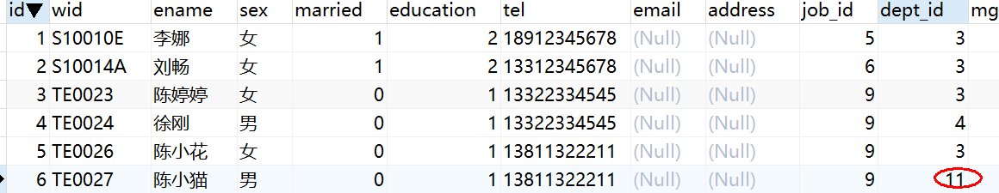 id▼ wid ename sex married education tel email address job_id dept_id mg
1 S10010E 李娜 女 1 2 18912345678 (Null) (Null) 5 3
2 S10014A 刘畅 女 1 2 13312345678 (Null) (Null) 6 3
3 TE0023 陈婷婷 女 0 1 13322334545 (Null) (Null) 9 3
4 TE0024 徐刚 男 0 1 13322334545 (Null) (Null) 9 4
5 TE0026 陈小花 女 0 1 13811322211 (Null) (Null) 9 3
6 TE0027 陈小猫 男 0 1 13811322211 (Null) (Null) 9 11